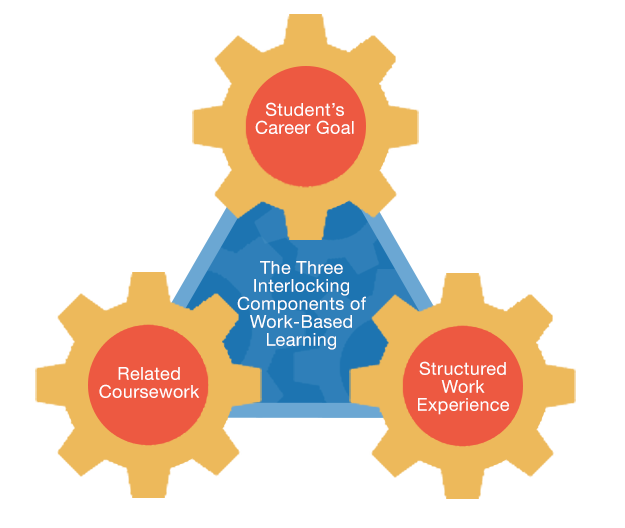 Student's
Career Goal
The Three
Interlocking
Components of
Work-Based
Learning
Related
Coursework
Structured
Work
Experience